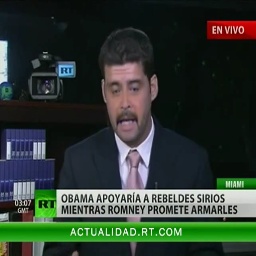 EN VIVO
RT
MIAMI
OBAMA APOYARÍA A REBELDES SIRIOS
MIENTRAS ROMNEY PROMETE ARMARLES
03:07
GMT
RT
ACTUALIDAD.RT.COM